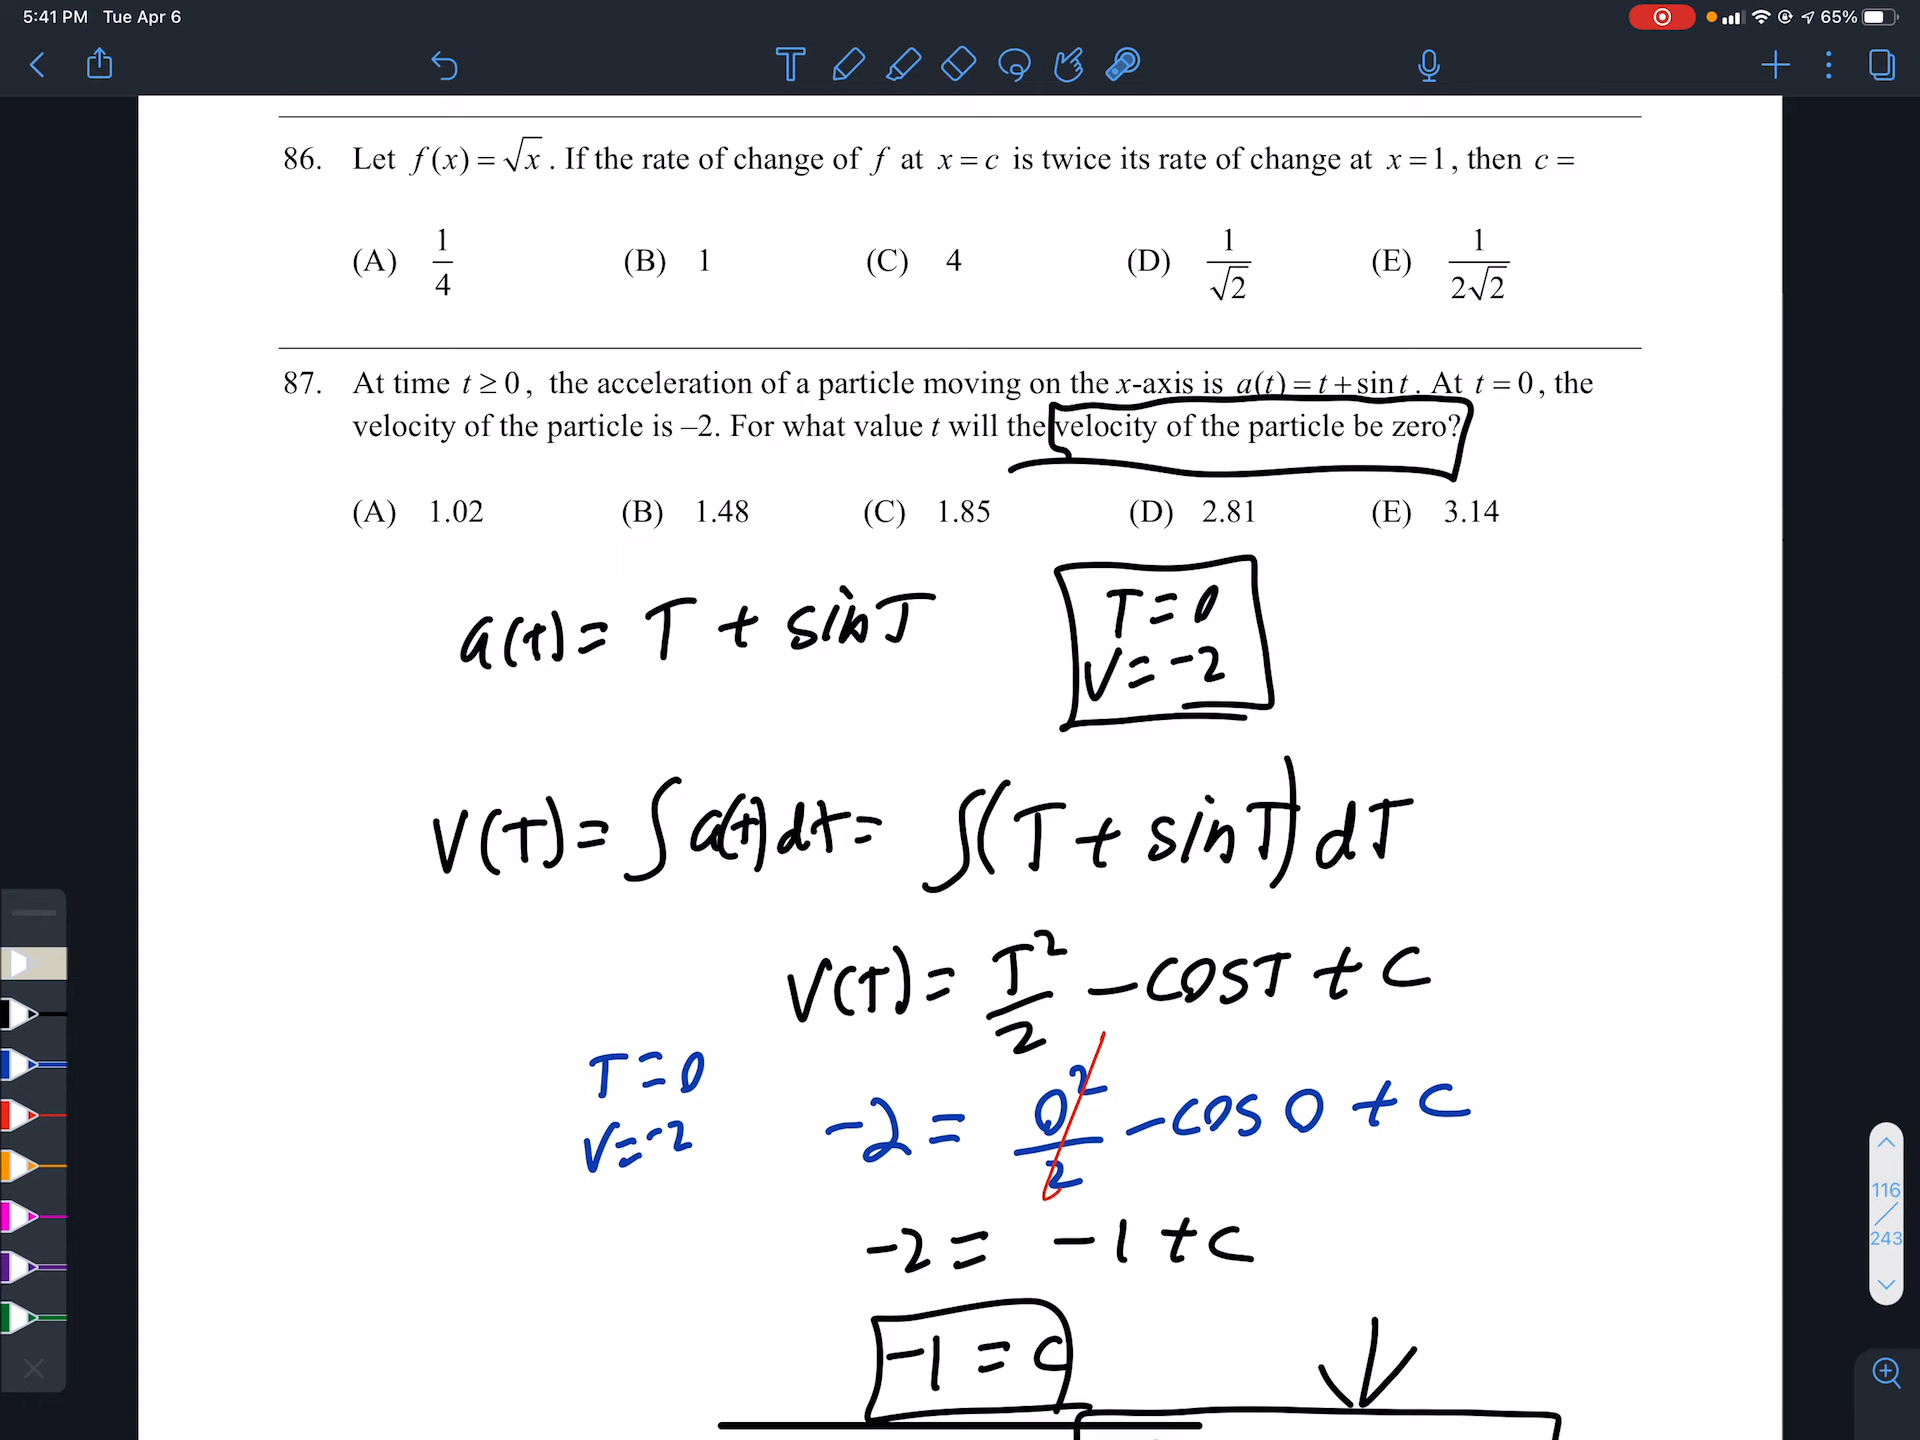 5:41 PM Tue Apr 6
65%
86. Let f(x) = √x. If the rate of change of f at x = c is twice its rate of change at x = 1, then c =
(A) 1/4 (B) 1 (C) 4 (D) 1/√2 (E) 1/(2√2)
87. At time t ≥ 0, the acceleration of a particle moving on the x-axis is a(t) = t + sin t. At t = 0, the
velocity of the particle is –2. For what value t will the velocity of the particle be zero?
(A) 1.02 (B) 1.48 (C) 1.85 (D) 2.81 (E) 3.14
a(t) = T + sin T
T = 0
V = -2
V(T) = ∫ a(t) dt = ∫(T + sin T) dT
V(T) = T²/2 - cos T + C
T = 0
V = -2
-2 = 0²/2 - cos 0 + C
-2 = -1 + C
-1 = C
116
/
243